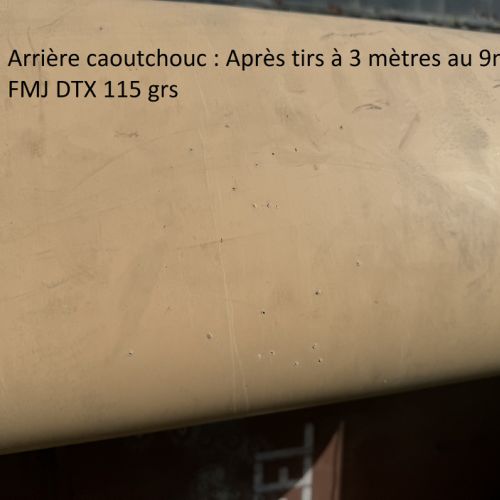 Arrière caoutchouc : Après tirs à 3 mètres au 9
FMJ DTX 115 grs